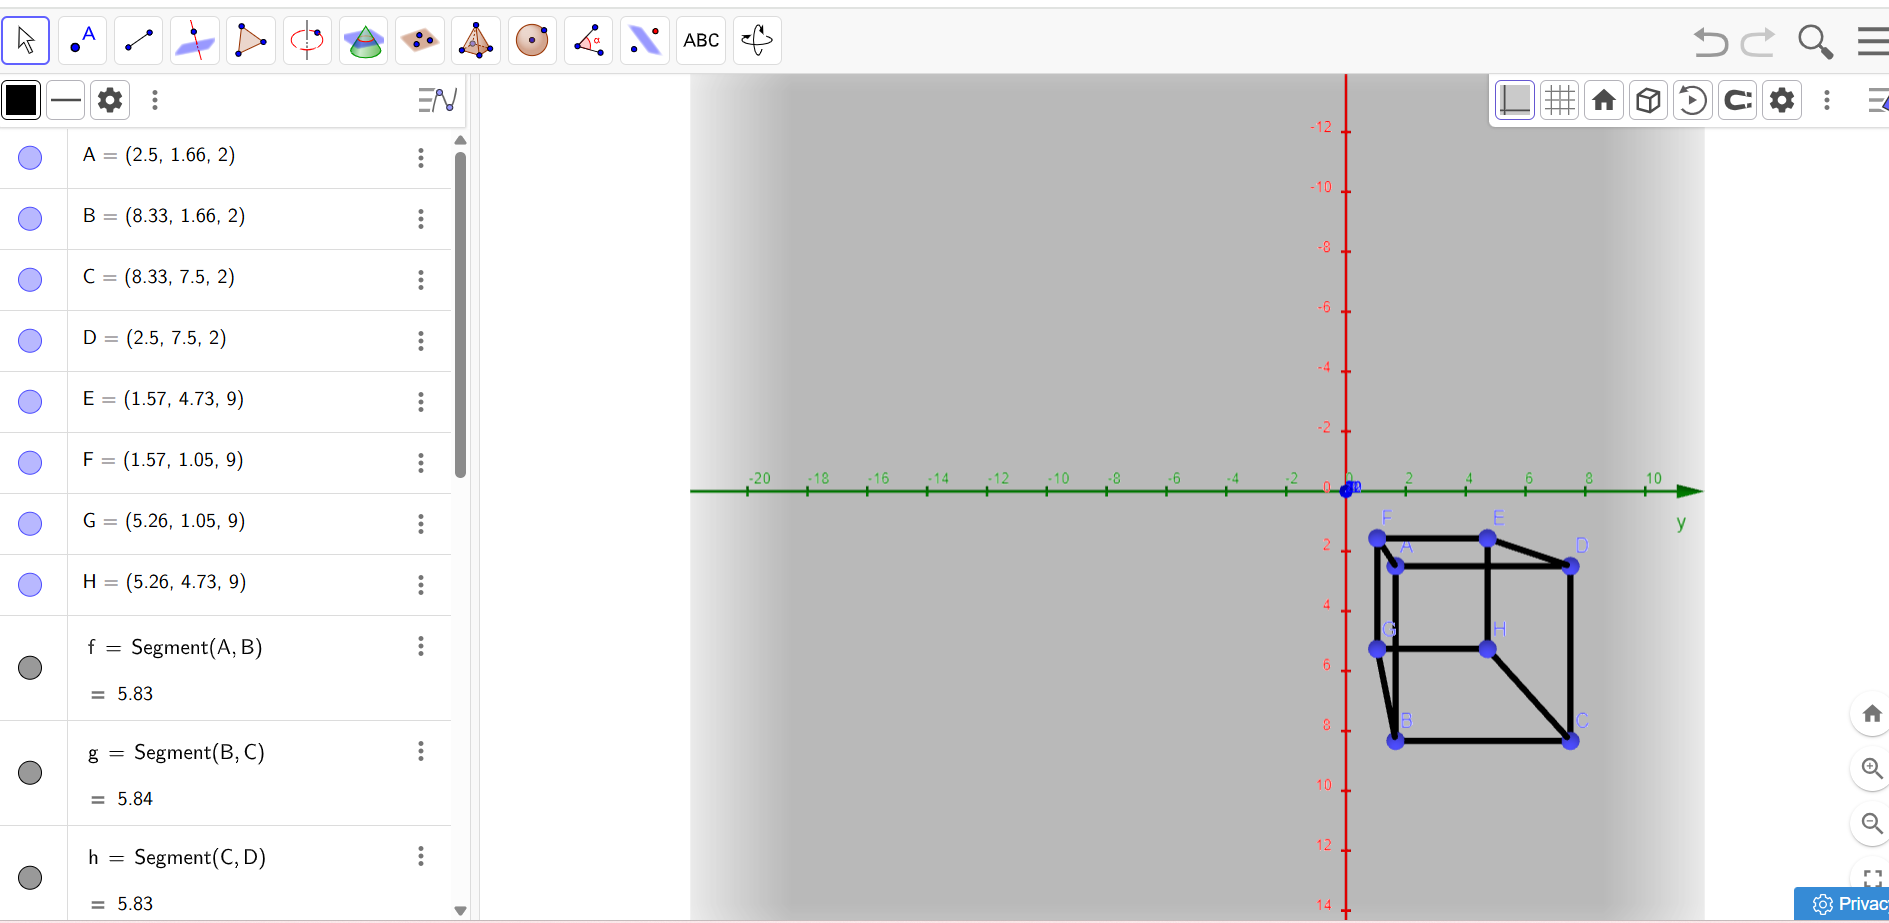 A
α
ABC
A = (2.5, 1.66, 2)
B = (8.33, 1.66, 2)
C = (8.33, 7.5, 2)
D = (2.5, 7.5, 2)
E = (1.57, 4.73, 9)
F = (1.57, 1.05, 9)
G = (5.26, 1.05, 9)
H = (5.26, 4.73, 9)
f = Segment(A, B)
= 5.83
g = Segment(B, C)
= 5.84
h = Segment(C, D)
= 5.83
-12
-10
-8
-6
-4
-2
-20 -18 -16 -14 -12 -10 -8 -6 -4 -2 0 2 4 6 8 10
0
y
F E
2 A D
4
G H
6
8 B C
10
12
14
Privac